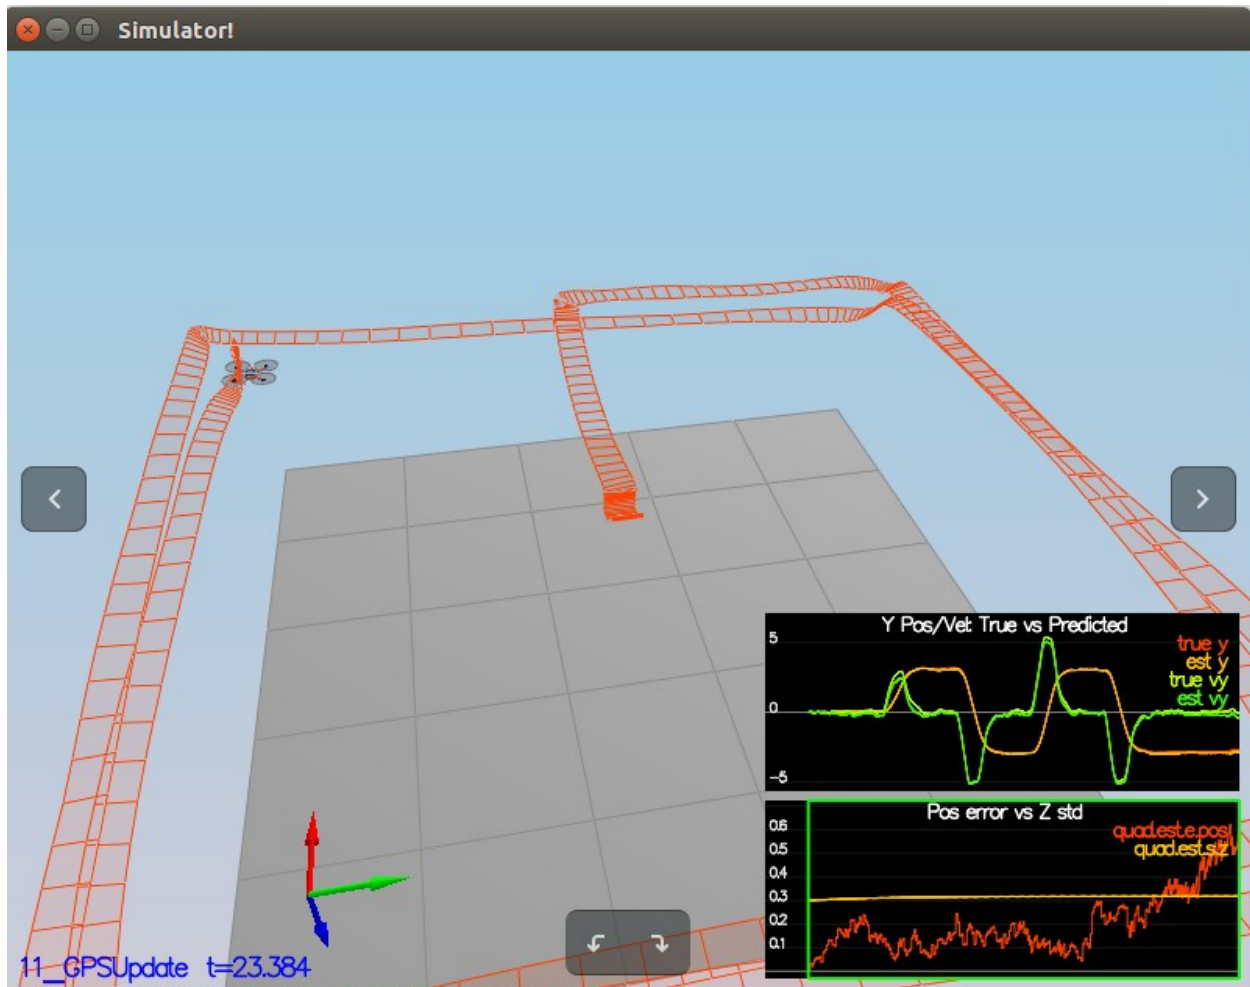 Simulator!
Y Pos/Vel: True vs Predicted
5
true y
est y
true vy
est vy
0
-5
Pos error vs Z std
0.6
quad.est.e.pos
quad.est.s.z
0.5
0.4
0.3
0.2
0.1
11_GPSUpdate t=23.384